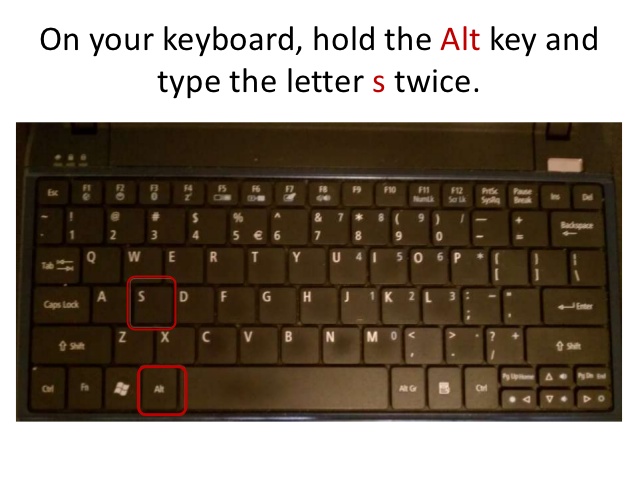 On your keyboard, hold the Alt key and
type the letter s twice.
Esc F1 F2 F3 F4 F5 F6 F7 F8 F9 F10 F11 NumLk F12 Scr Lk PrtSc SysRq Pause Break Ins Del
~ ! @ # $ % ^ & 7 * 8 ( 9 ) / — +
1 2 3 4 5 € 6 7 8 9 0 - = Backspace
Tab Q W E R T Y U 4 I 5 O 6 P * { [ } ] | \
Caps Lock A S D F G H J 1 K 2 L 3 : ; " ' Enter
Shift Z X C V B N M 0 < , > . ? / + Shift
Ctrl Fn Alt Alt Gr Ctrl Pg Up Home Pg Dn End